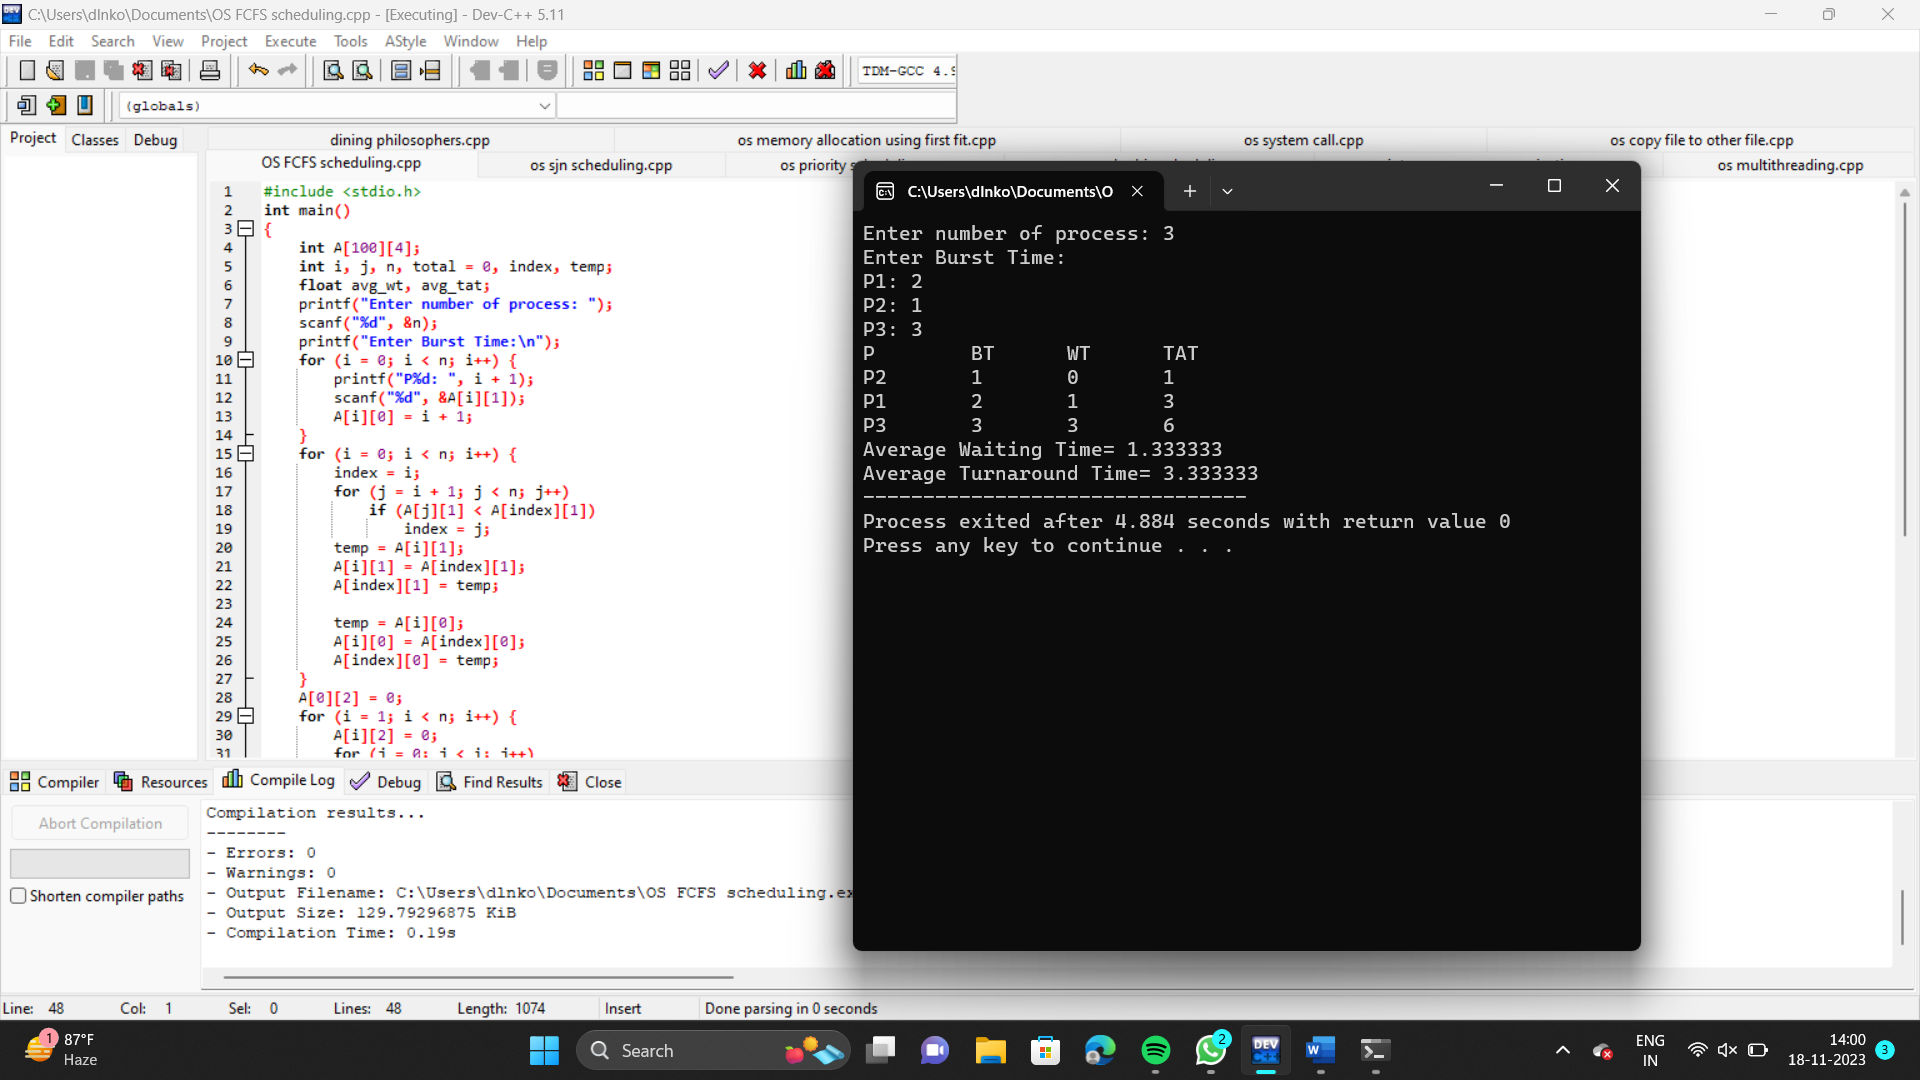 C:\Users\dlnko\Documents\OS FCFS scheduling.cpp - [Executing] - Dev-C++ 5.11
File Edit Search View Project Execute Tools AStyle Window Help
TDM-GCC 4.9
(globals)
Project Classes Debug
dining philosophers.cpp os memory allocation using first fit.cpp os system call.cpp os copy file to other file.cpp
OS FCFS scheduling.cpp os sjn scheduling.cpp os priority os multithreading.cpp
1 #include <stdio.h>
2 int main()
3 {
4 int A[100][4];
5 int i, j, n, total = 0, index, temp;
6 float avg_wt, avg_tat;
7 printf("Enter number of process: ");
8 scanf("%d", &n);
9 printf("Enter Burst Time:\n");
10 for (i = 0; i < n; i++) {
11 printf("P%d: ", i + 1);
12 scanf("%d", &A[i][1]);
13 A[i][0] = i + 1;
14 }
15 for (i = 0; i < n; i++) {
16 index = i;
17 for (j = i + 1; j < n; j++)
18 if (A[j][1] < A[index][1])
19 index = j;
20 temp = A[i][1];
21 A[i][1] = A[index][1];
22 A[index][1] = temp;
23
24 temp = A[i][0];
25 A[i][0] = A[index][0];
26 A[index][0] = temp;
27 }
28 A[0][2] = 0;
29 for (i = 1; i < n; i++) {
30 A[i][2] = 0;
31 for (j = 0; j < i; j++)
C:\Users\dlnko\Documents\O
Enter number of process: 3
Enter Burst Time:
P1: 2
P2: 1
P3: 3
P BT WT TAT
P2 1 0 1
P1 2 1 3
P3 3 3 6
Average Waiting Time= 1.333333
Average Turnaround Time= 3.333333
--------------------------------
Process exited after 4.884 seconds with return value 0
Press any key to continue . . .
Compiler Resources Compile Log Debug Find Results Close
Abort Compilation
Shorten compiler paths
Compilation results...
--------
- Errors: 0
- Warnings: 0
- Output Filename: C:\Users\dlnko\Documents\OS FCFS scheduling.ex
- Output Size: 129.79296875 KiB
- Compilation Time: 0.19s
Line: 48 Col: 1 Sel: 0 Lines: 48 Length: 1074 Insert Done parsing in 0 seconds
1
87°F
Haze
Search
2
DEV
C++
ENG
IN
14:00
18-11-2023
3